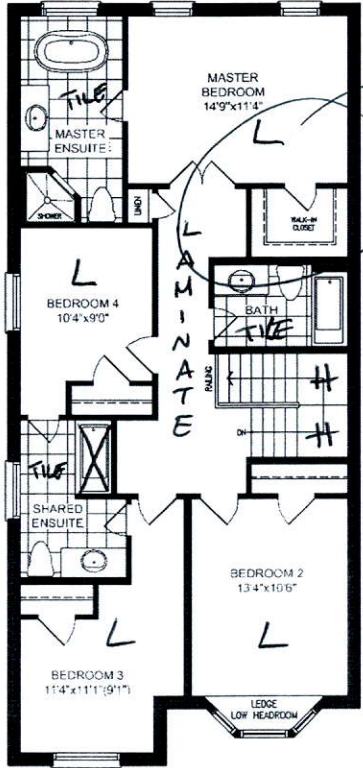 TILE
MASTER
ENSUITE
MASTER
BEDROOM
14'9"x11'4"
L
SHOWER
LINEN
WALK-IN
CLOSET
L
BEDROOM 4
10'4"x9'0"
LAMINATE
BATH
TILE
RAILING
H
H
DN
TILE
SHARED
ENSUITE
BEDROOM 2
13'4"x10'6"
L
L
BEDROOM 3
11'4"x11'1"(9'1")
LEDGE
LOW HEADROOM